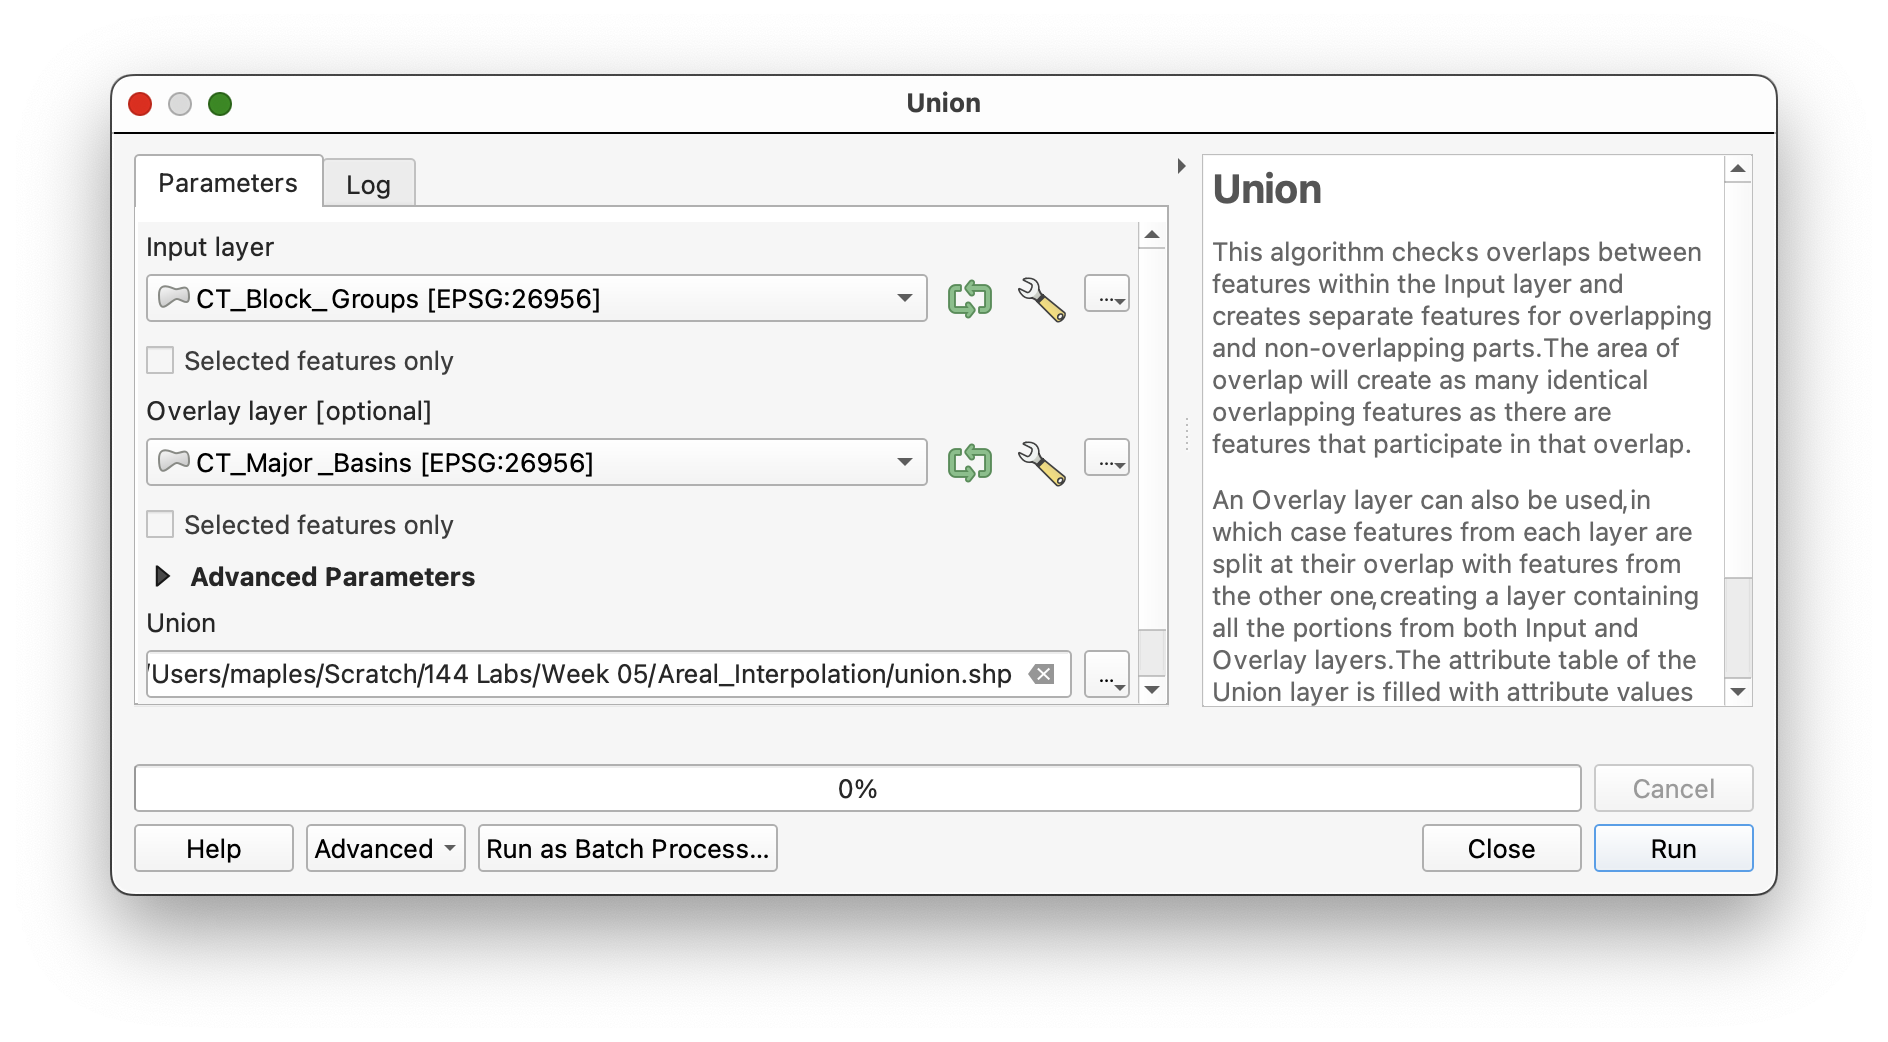 Union
Parameters
Log
Input layer
CT_Block_Groups [EPSG:26956]
...
Selected features only
Overlay layer [optional]
CT_Major_Basins [EPSG:26956]
...
Selected features only
Advanced Parameters
Union
/Users/maples/Scratch/144 Labs/Week 05/Areal_Interpolation/union.shp
...
Union
This algorithm checks overlaps between
features within the Input layer and
creates separate features for overlapping
and non-overlapping parts.The area of
overlap will create as many identical
overlapping features as there are
features that participate in that overlap.
An Overlay layer can also be used,in
which case features from each layer are
split at their overlap with features from
the other one,creating a layer containing
all the portions from both Input and
Overlay layers.The attribute table of the
Union layer is filled with attribute values
0%
Cancel
Help
Advanced
Run as Batch Process...
Close
Run